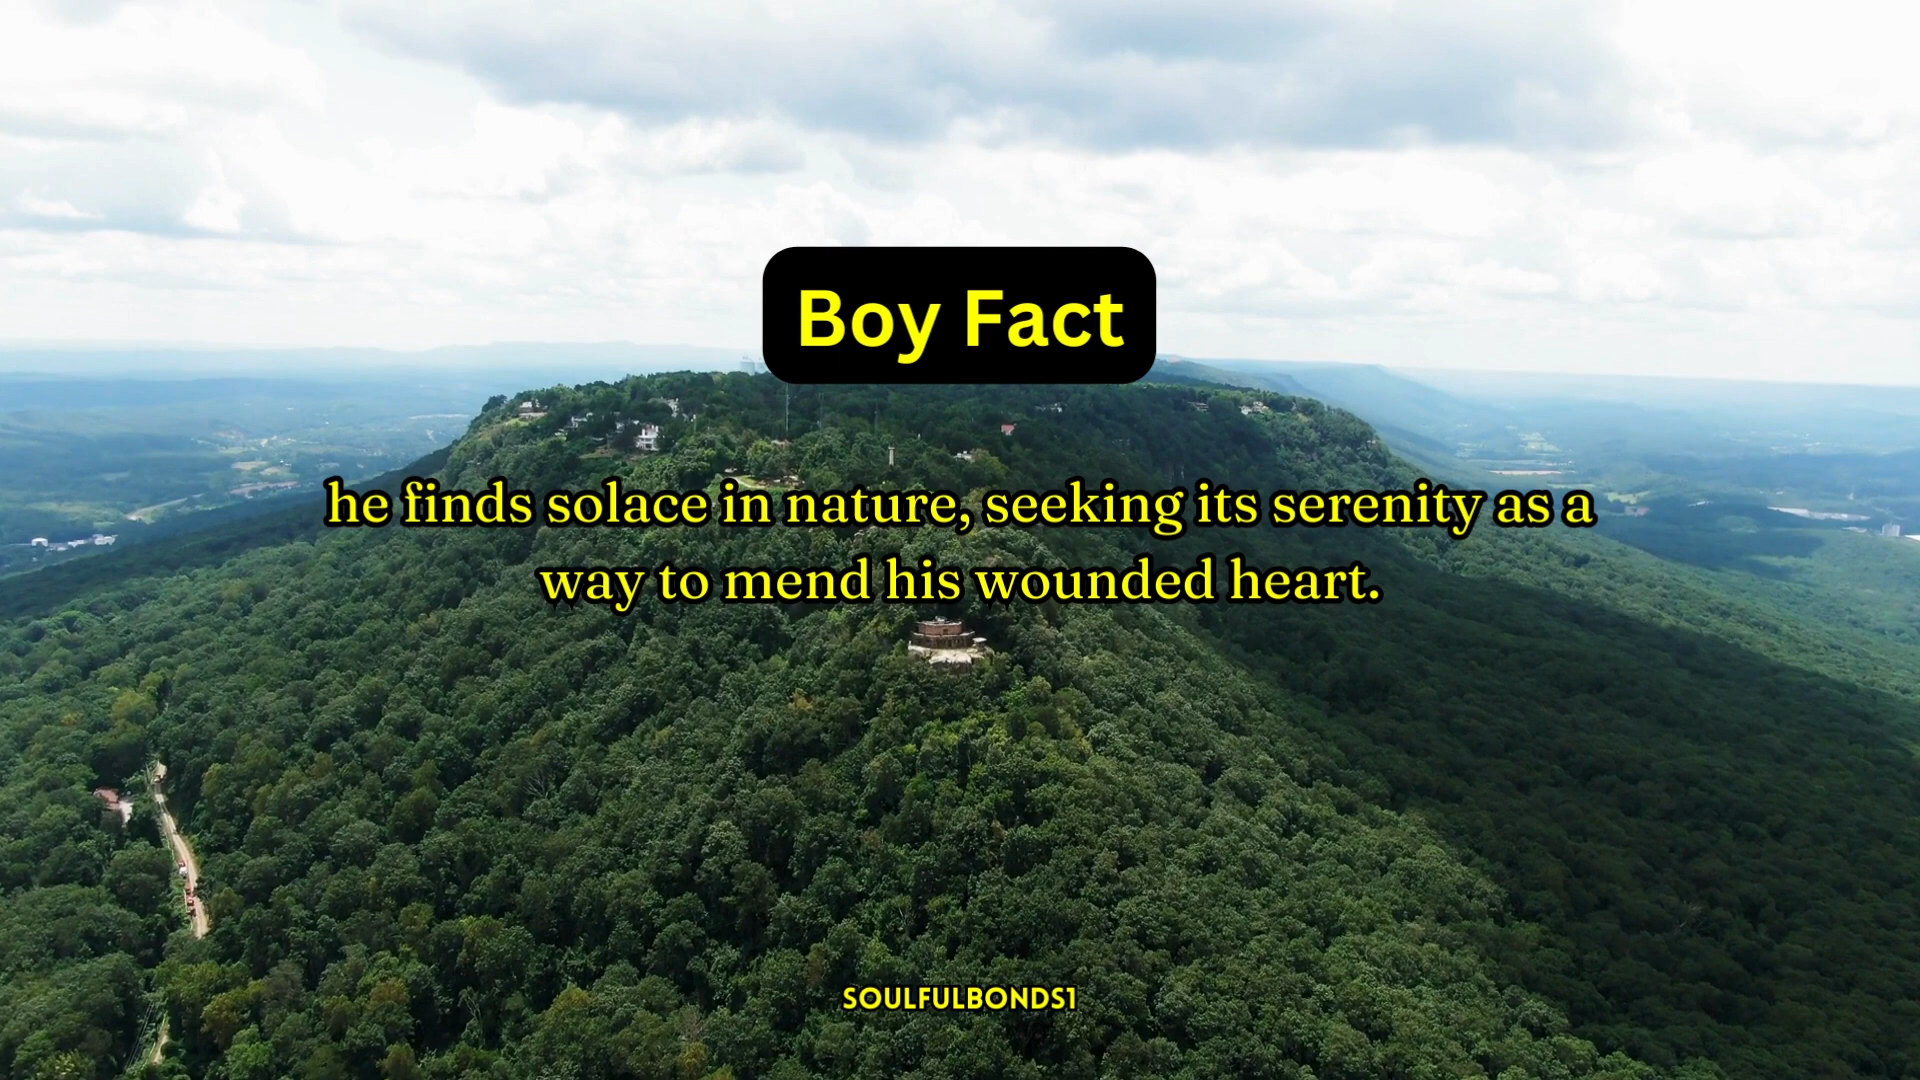 Boy Fact
he finds solace in nature, seeking its serenity as a
way to mend his wounded heart.
SOULFULBONDS1